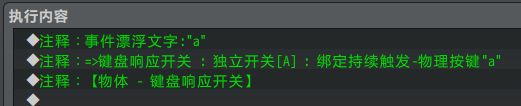 执行内容
◆注释：事件漂浮文字:"a"
◆注释：=>键盘响应开关 : 独立开关[A] : 绑定持续触发-物理按键"a"
◆注释：【物体 - 键盘响应开关】
◆